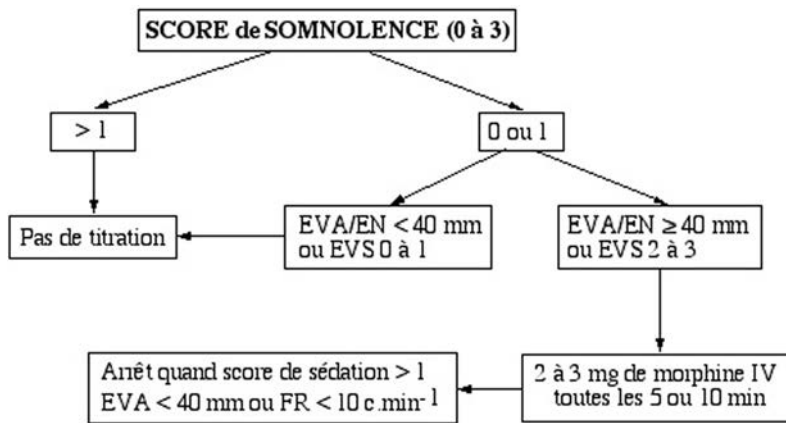 SCORE de SOMNOLENCE (0 à 3)
> 1
0 ou 1
Pas de titration
EVA/EN < 40 mm
ou EVS 0 à 1
EVA/EN ≥ 40 mm
ou EVS 2 à 3
Arrêt quand score de sédation > 1
EVA < 40 mm ou FR < 10 c.min⁻¹
2 à 3 mg de morphine IV
toutes les 5 ou 10 min